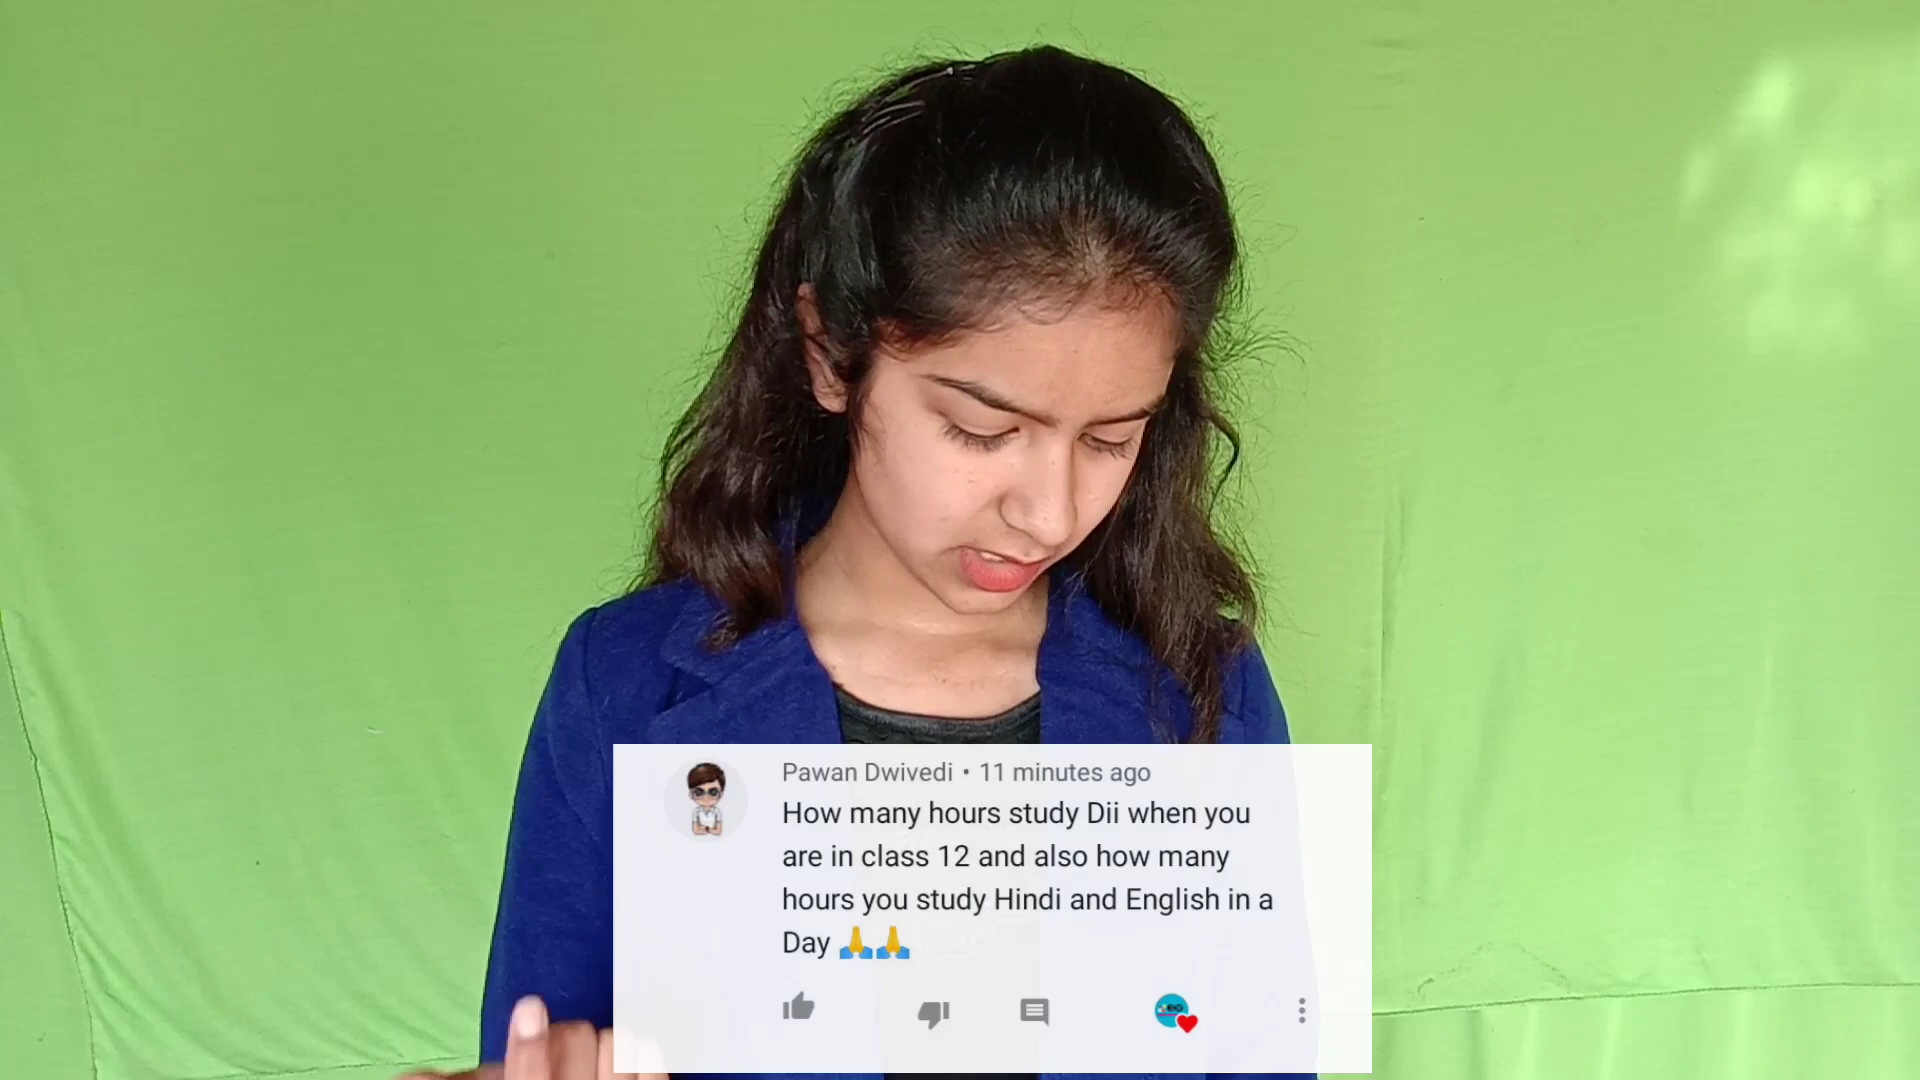 Pawan Dwivedi • 11 minutes ago
How many hours study Dii when you
are in class 12 and also how many
hours you study Hindi and English in a
Day 🙏🙏